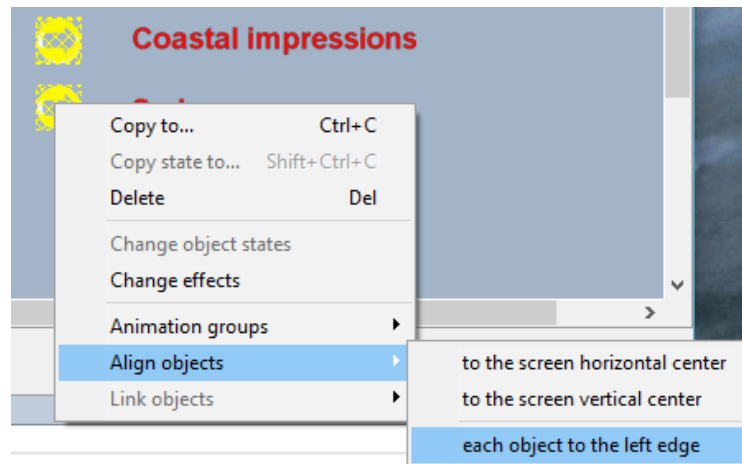 Coastal impressions
Copy to... Ctrl+C
Copy state to... Shift+Ctrl+C
Delete Del
Change object states
Change effects
Animation groups
Align objects
to the screen horizontal center
Link objects
to the screen vertical center
each object to the left edge